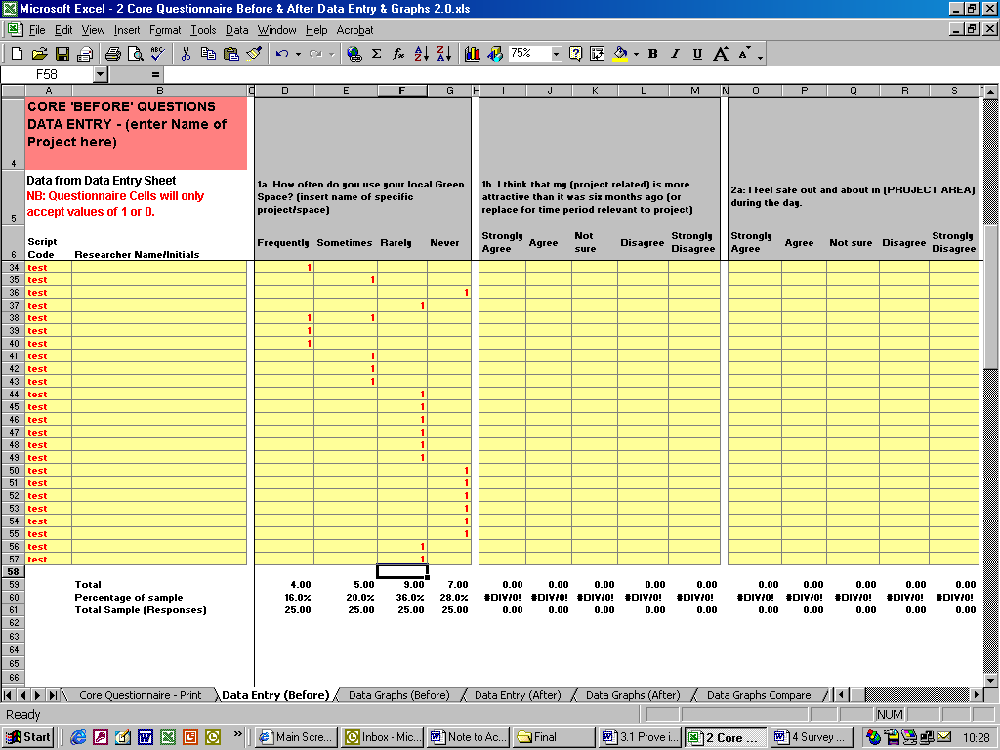 Microsoft Excel - 2 Core Questionnaire Before & After Data Entry & Graphs 2.0.xls
File Edit View Insert Format Tools Data Window Help Acrobat
75%
F58 =
A B C D E F G H I J K L M N O P Q R S
4 CORE 'BEFORE' QUESTIONS
DATA ENTRY - (enter Name of
Project here)
5 Data from Data Entry Sheet
NB: Questionnaire Cells will only
accept values of 1 or 0.
1a. How often do you use your local Green
Space? (insert name of specific
project/space)
1b. I think that my (project related) is more
attractive than it was six months ago (or
replace for time period relevant to project)
2a: I feel safe out and about in (PROJECT AREA)
during the day.
6 Script
Code Researcher Name/Initials
Frequently Sometimes Rarely Never
Strongly
Agree
Agree
Not
sure
Disagree
Strongly
Disagree
Strongly
Agree
Agree
Not sure
Disagree
Strongly
Disagree
34 test 1
35 test 1
36 test 1
37 test 1
38 test 1 1
39 test 1
40 test 1
41 test 1
42 test 1
43 test 1
44 test 1
45 test 1
46 test 1
47 test 1
48 test 1
49 test 1
50 test 1
51 test 1
52 test 1
53 test 1
54 test 1
55 test 1
56 test 1
57 test 1
58
59 Total 4.00 5.00 9.00 7.00 0.00 0.00 0.00 0.00 0.00 0.00 0.00 0.00 0.00 0.00
60 Percentage of sample 16.0% 20.0% 36.0% 28.0% #DIV/0! #DIV/0! #DIV/0! #DIV/0! #DIV/0! #DIV/0! #DIV/0! #DIV/0! #DIV/0! #DIV/0!
61 Total Sample (Responses) 25.00 25.00 25.00 25.00 0.00 0.00 0.00 0.00 0.00 0.00 0.00 0.00 0.00 0.00
62
63
64
65
66
Core Questionnaire - Print Data Entry (Before) Data Graphs (Before) Data Entry (After) Data Graphs (After) Data Graphs Compare
Ready NUM
Start Main Scre... Inbox - Mic... Note to Ac... Final 3.1 Prove i... 2 Core ... 4 Survey ... 10:28